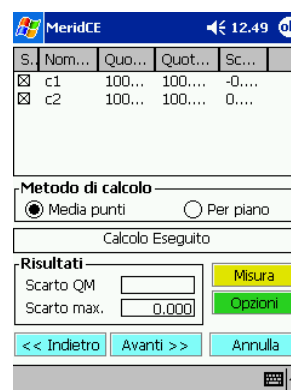 MeridCE 12.49 ok
S. Nom... Quo... Quot... Sc...
c1 100... 100.... -0....
c2 100... 100.... 0....
Metodo di calcolo
Media punti Per piano
Calcolo Eseguito
Risultati
Scarto QM
Misura
Scarto max. 0.000
Opzioni
<< Indietro Avanti >> Annulla